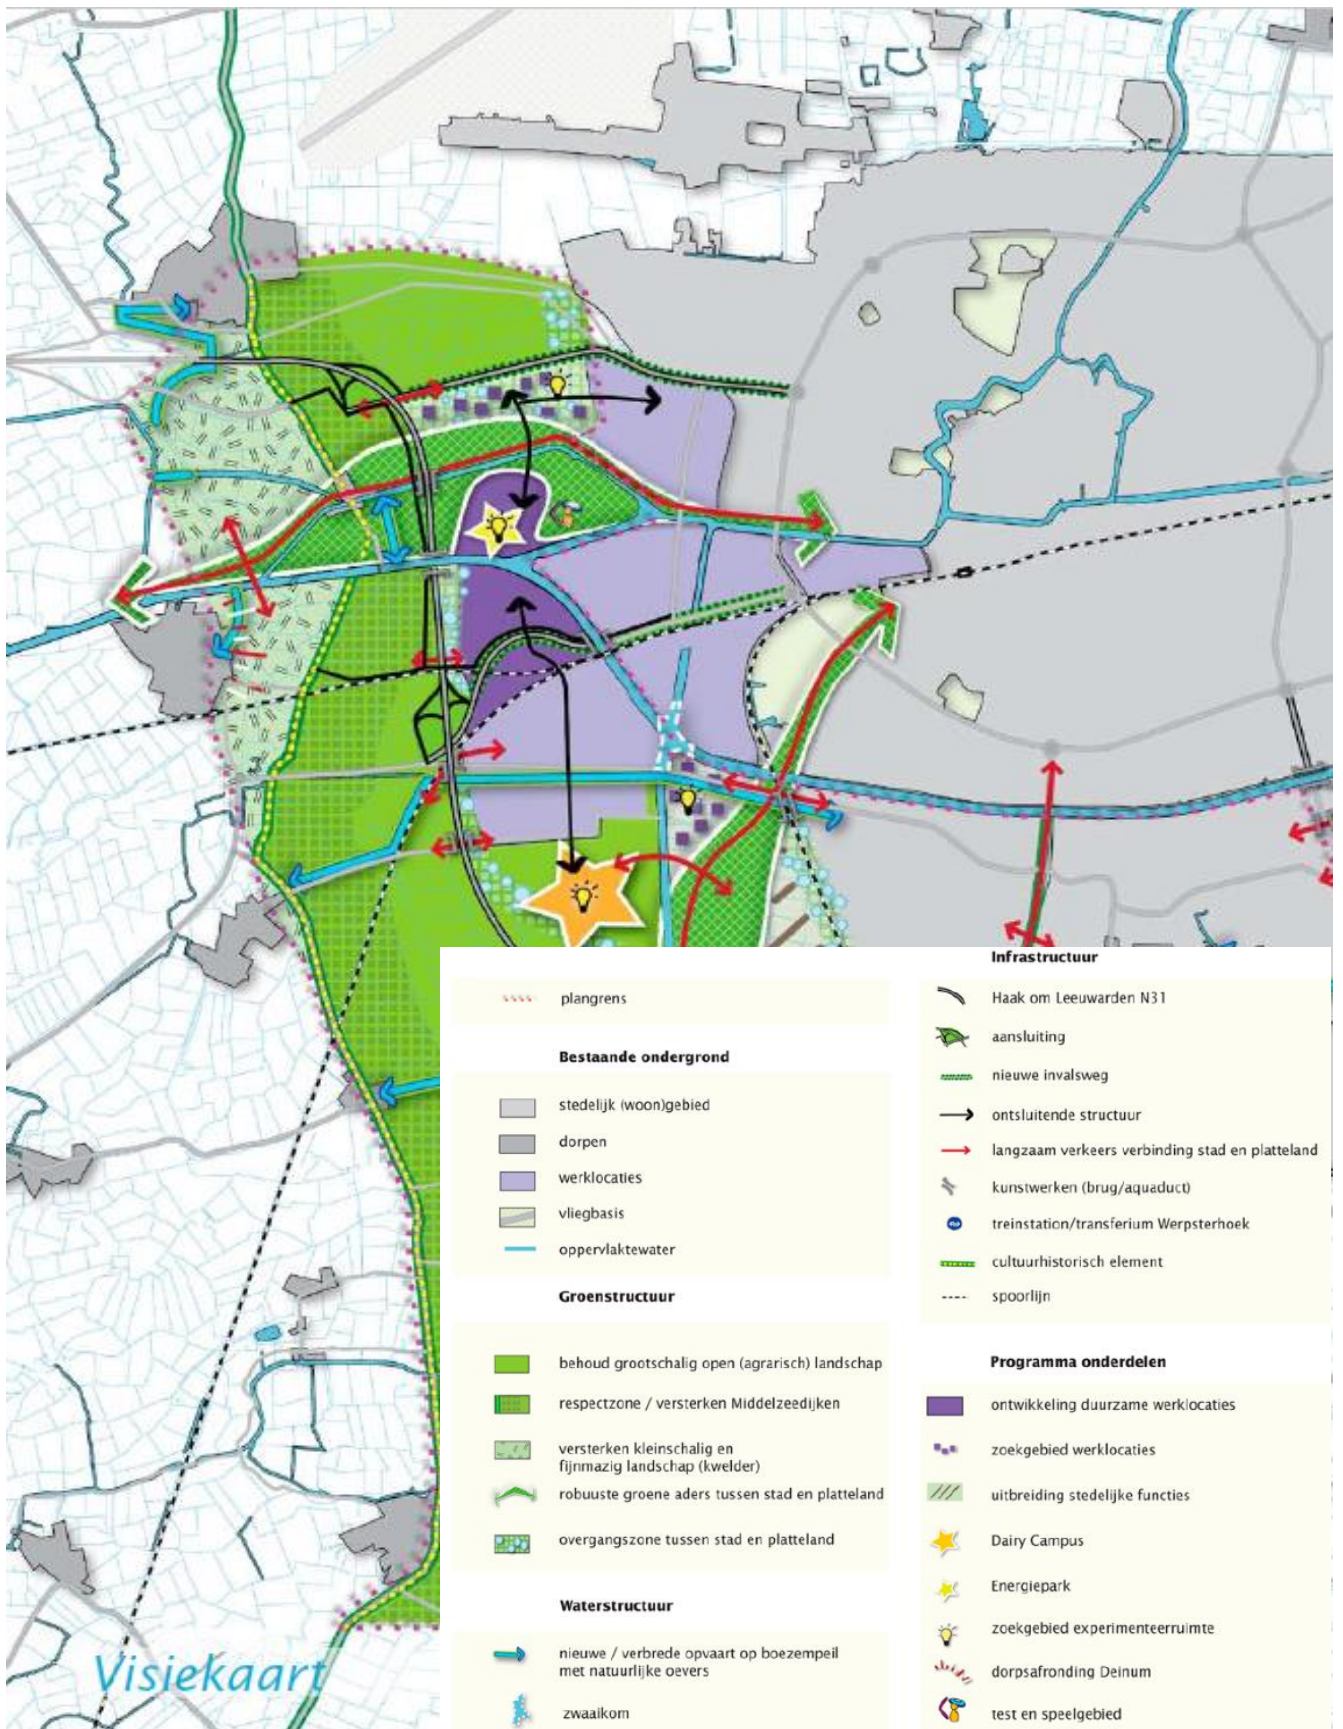 plangrens
Bestaande ondergrond
stedelijk (woon)gebied
dorpen
werklocaties
vliegbasis
oppervlaktewater
Groenstructuur
behoud grootschalig open (agrarisch) landschap
respectzone / versterken Middelzeedijken
versterken kleinschalig en
fijnmazig landschap (kwelder)
robuuste groene aders tussen stad en platteland
overgangszone tussen stad en platteland
Waterstructuur
nieuwe / verbrede opvaart op boezempeil
met natuurlijke oevers
zwaaikom
Infrastructuur
Haak om Leeuwarden N31
aansluiting
nieuwe invalsweg
ontsluitende structuur
langzaam verkeers verbinding stad en platteland
kunstwerken (brug/aquaduct)
treinstation/transferium Werpsterhoek
cultuurhistorisch element
spoorlijn
Programma onderdelen
ontwikkeling duurzame werklocaties
zoekgebied werklocaties
uitbreiding stedelijke functies
Dairy Campus
Energiepark
zoekgebied experimenteerruimte
dorpsafronding Deinum
test en speelgebied
Visiekaart